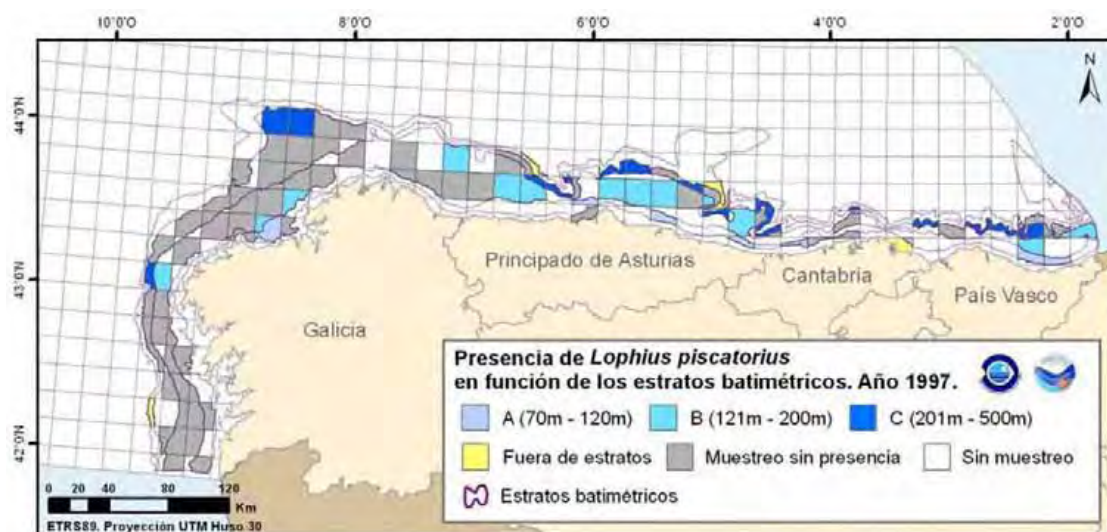 10°0'O 8°0'O 6°0'O 4°0'O 2°0'O
N
44°0'N
43°0'N
42°0'N
Principado de Asturias
Cantabria
País Vasco
Galicia
Presencia de Lophius piscatorius
en función de los estratos batimétricos. Año 1997.
A (70m - 120m) B (121m - 200m) C (201m - 500m)
Fuera de estratos Muestreo sin presencia Sin muestreo
Estratos batimétricos
0 20 40 80 120
Km
ETRS89. Proyección UTM Huso 30